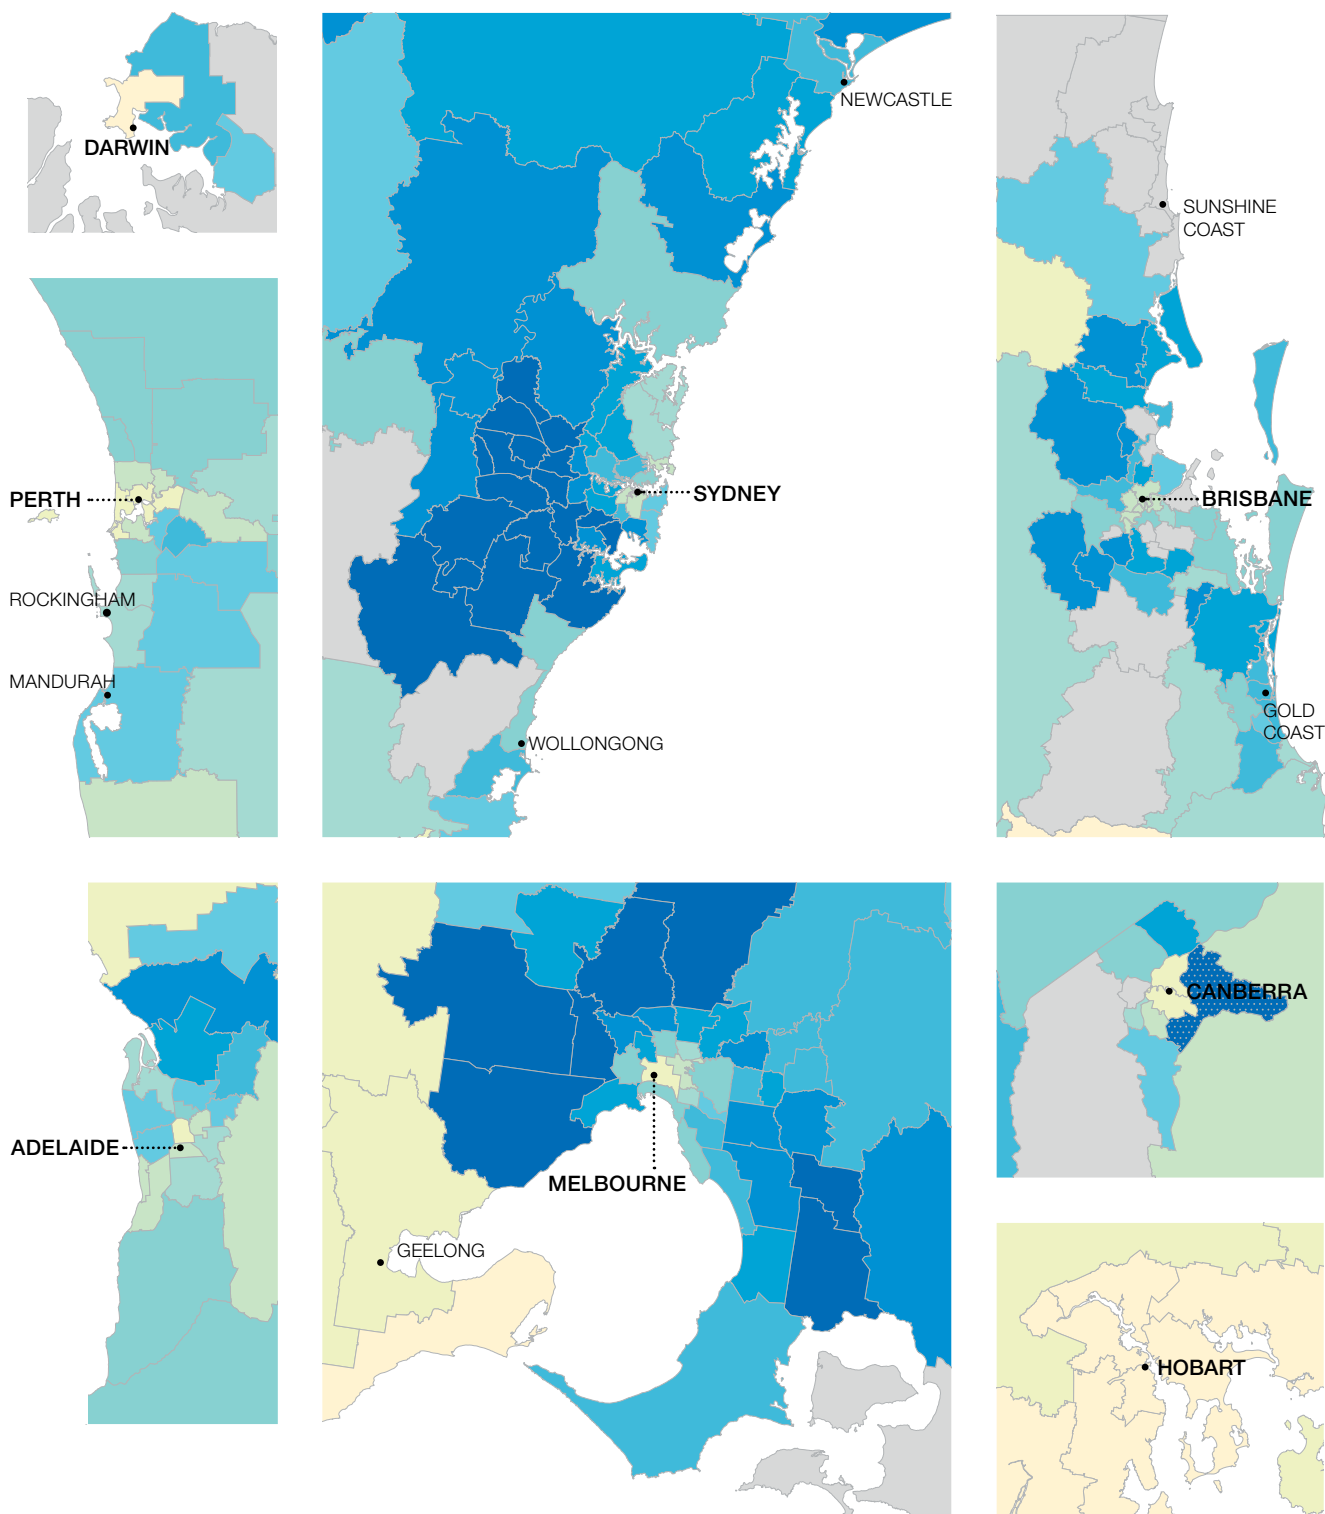 DARWIN
NEWCASTLE
SUNSHINE
COAST
PERTH
SYDNEY
BRISBANE
ROCKINGHAM
MANDURAH
WOLLONGONG
GOLD
COAST
CANBERRA
ADELAIDE
MELBOURNE
GEELONG
HOBART